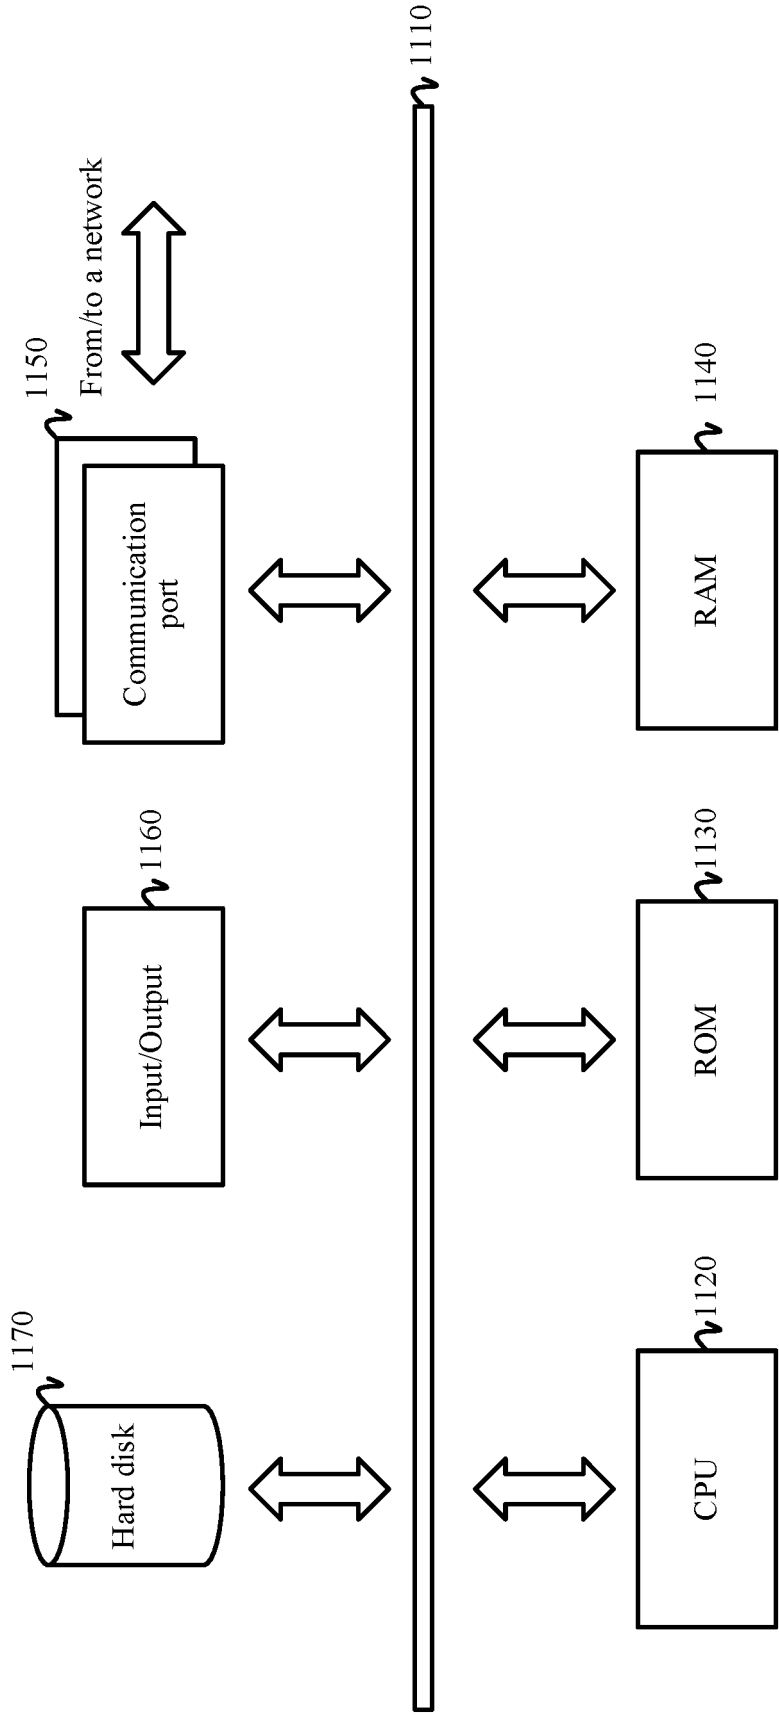 1170
Hard disk
1160
Input/Output
1150
Communication
port
From/to a network
1110
1120
CPU
1130
ROM
1140
RAM